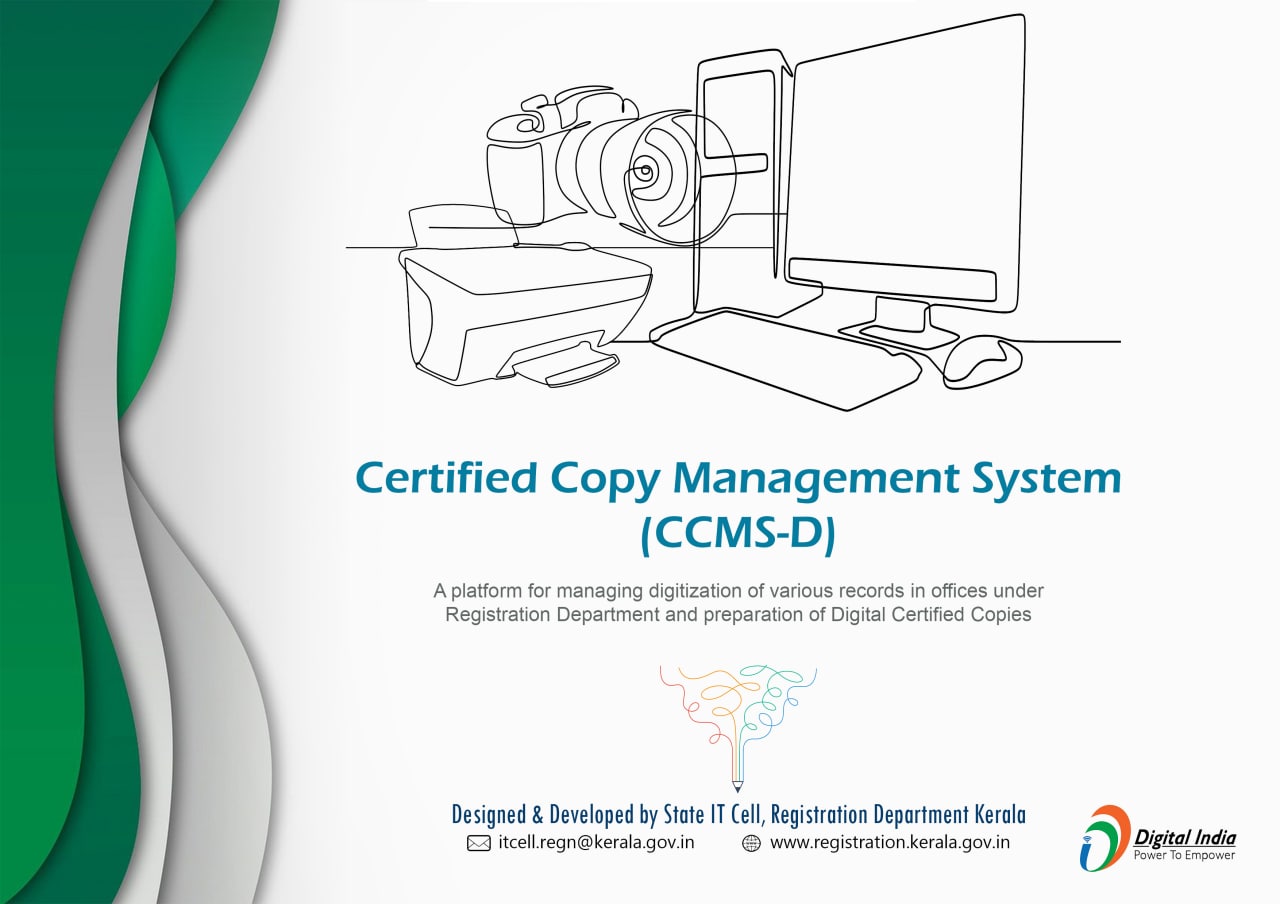 Certified Copy Management System
(CCMS-D)
A platform for managing digitization of various records in offices under
Registration Department and preparation of Digital Certified Copies
Designed & Developed by State IT Cell, Registration Department Kerala
itcell.regn@kerala.gov.in www.registration.kerala.gov.in
Digital India
Power To Empower